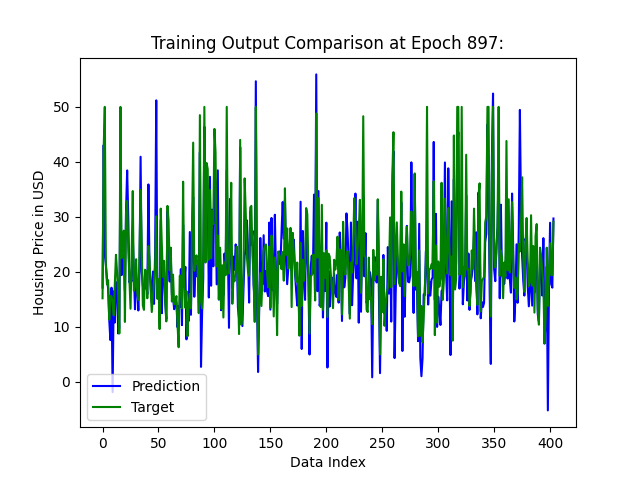 Training Output Comparison at Epoch 897:
Housing Price in USD
50
40
30
20
10
0
Prediction
Target
0 50 100 150 200 250 300 350 400
Data Index